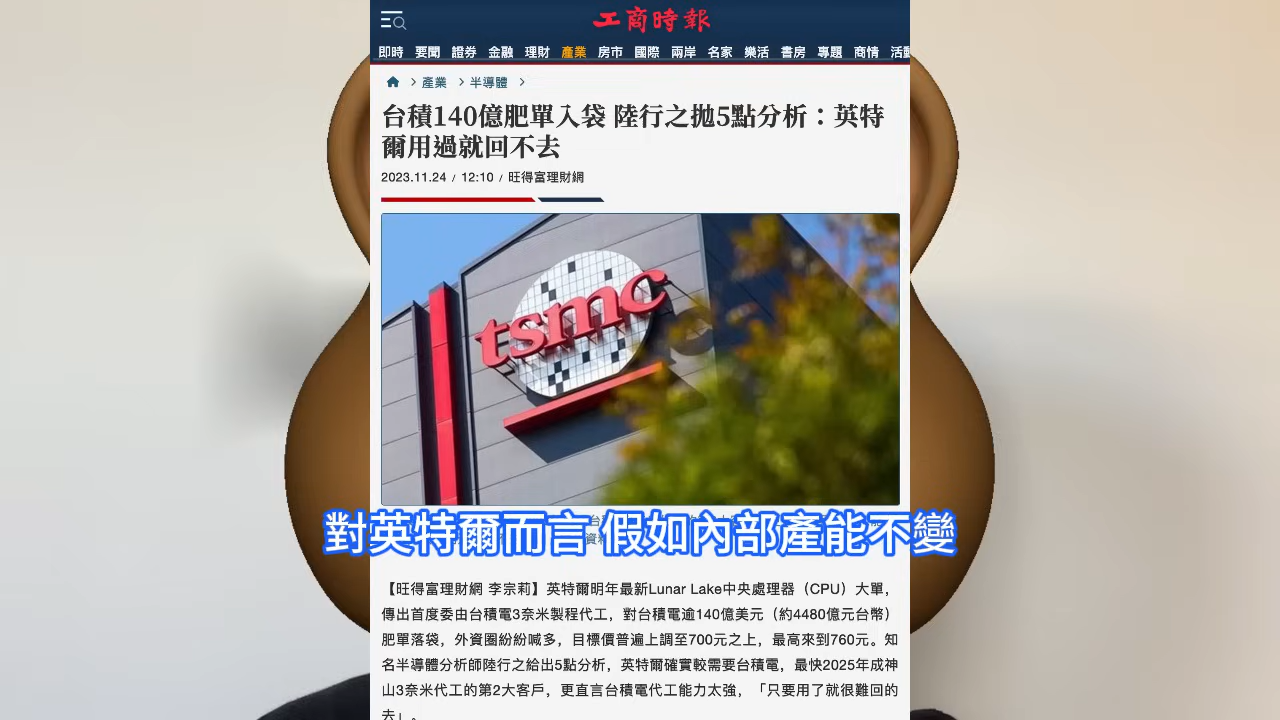 工商時報
即時 要聞 證券 金融 理財 產業 房市 國際 兩岸 名家 樂活 書房 專題 商情 活動
產業 半導體
台積140億肥單入袋 陸行之拋5點分析：英特
爾用過就回不去
2023.11.24 / 12:10 / 旺得富理財網
tsmc
對英特爾而言 假如內部產能不變
【旺得富理財網 李宗莉】英特爾明年最新Lunar Lake中央處理器（CPU）大單，
傳出首度委由台積電3奈米製程代工，對台積電逾140億美元（約4480億元台幣）
肥單落袋，外資圈紛紛喊多，目標價普遍上調至700元之上，最高來到760元。知
名半導體分析師陸行之給出5點分析，英特爾確實較需要台積電，最快2025年成神
山3奈米代工的第2大客戶，更直言台積電代工能力太強，「只要用了就很難回的
去」。